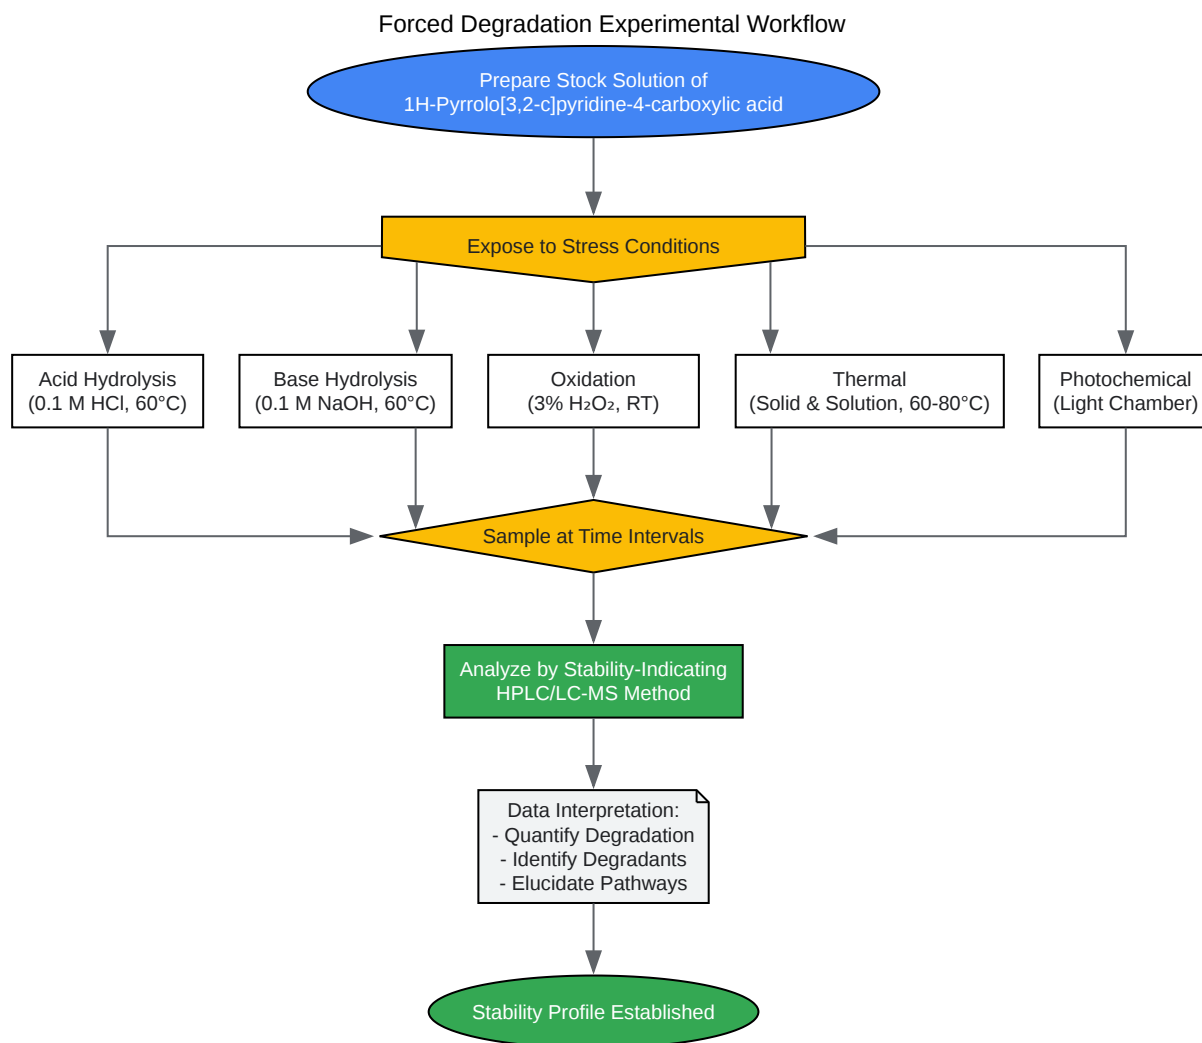 Forced Degradation Experimental Workflow
Prepare Stock Solution of
1H-Pyrrolo[3,2-c]pyridine-4-carboxylic acid
Expose to Stress Conditions
Acid Hydrolysis
(0.1 M HCl, 60°C)
Base Hydrolysis
(0.1 M NaOH, 60°C)
Oxidation
(3% H₂O₂, RT)
Thermal
(Solid & Solution, 60-80°C)
Photochemical
(Light Chamber)
Sample at Time Intervals
Analyze by Stability-Indicating
HPLC/LC-MS Method
Data Interpretation:
- Quantify Degradation
- Identify Degradants
- Elucidate Pathways
Stability Profile Established